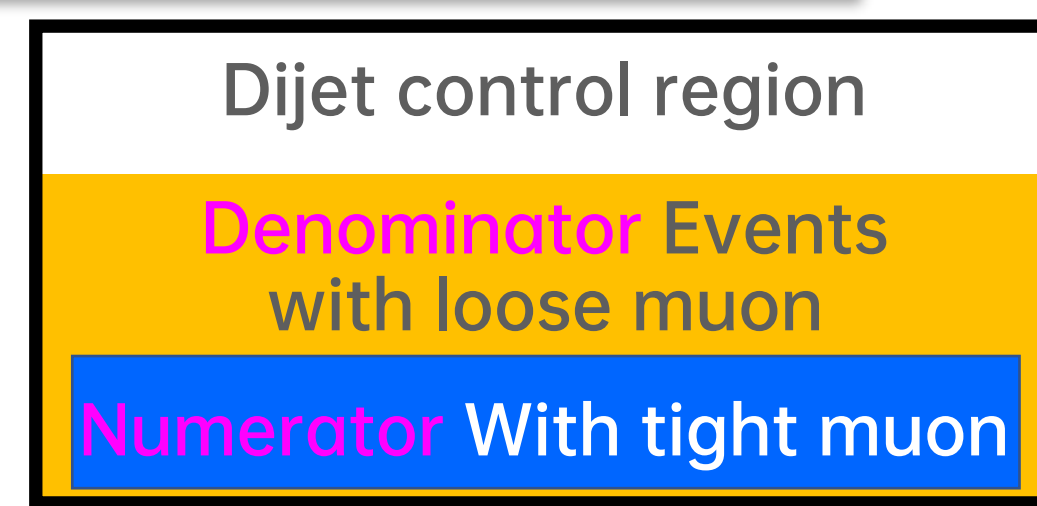 Dijet control region
Denominator Events
with loose muon
Numerator With tight muon